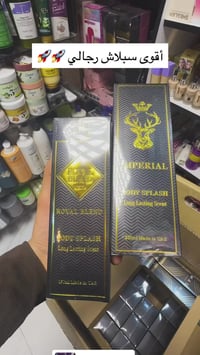 أقوى سبلاش رجالي 🚀🚀
IMPERIAL
BODY SPLASH
Long Lasting Scent
ROYAL BLEND
BODY SPLASH
Long Lasting Scent